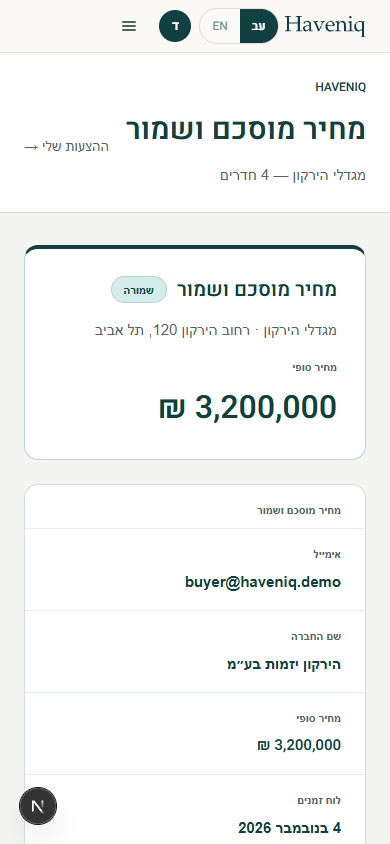 Haveniq
עב
EN
ד
HAVENIQ
מחיר מוסכם ושמור
ההצעות שלי →
מגדלי הירקון — 4 חדרים
מחיר מוסכם ושמור
שמורה
מגדלי הירקון · רחוב הירקון 120, תל אביב
מחיר סופי
3,200,000 ₪
מחיר מוסכם ושמור
אימייל
buyer@haveniq.demo
שם החברה
הירקון יזמות בע״מ
מחיר סופי
3,200,000 ₪
לוח זמנים
4 בנובמבר 2026
N